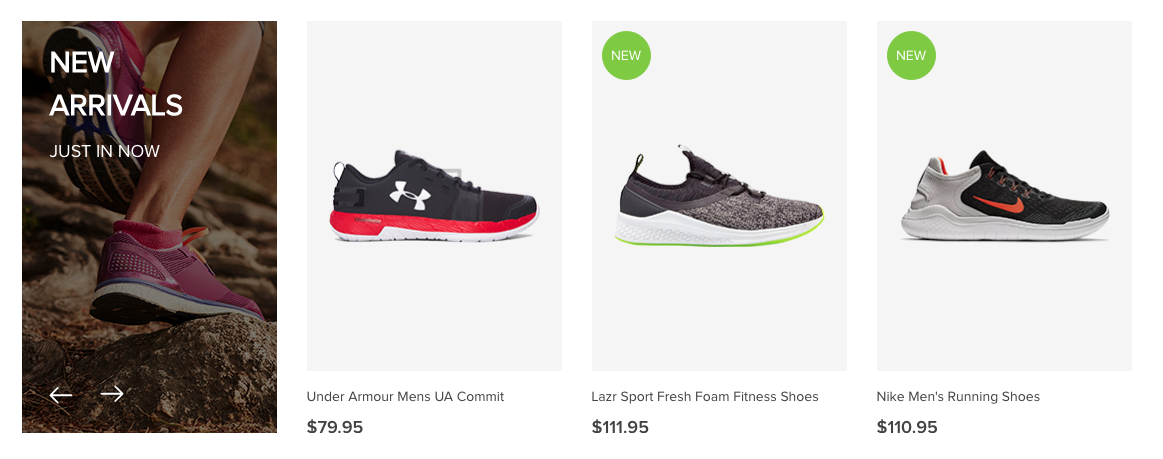 NEW
ARRIVALS
JUST IN NOW
NEW
NEW
Under Armour Mens UA Commit
$79.95
Lazr Sport Fresh Foam Fitness Shoes
$111.95
Nike Men's Running Shoes
$110.95